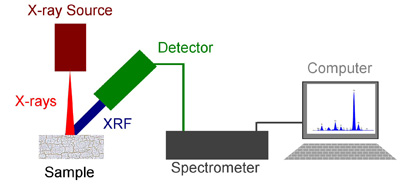 X-ray Source
Detector
X-rays
XRF
Computer
Sample
Spectrometer